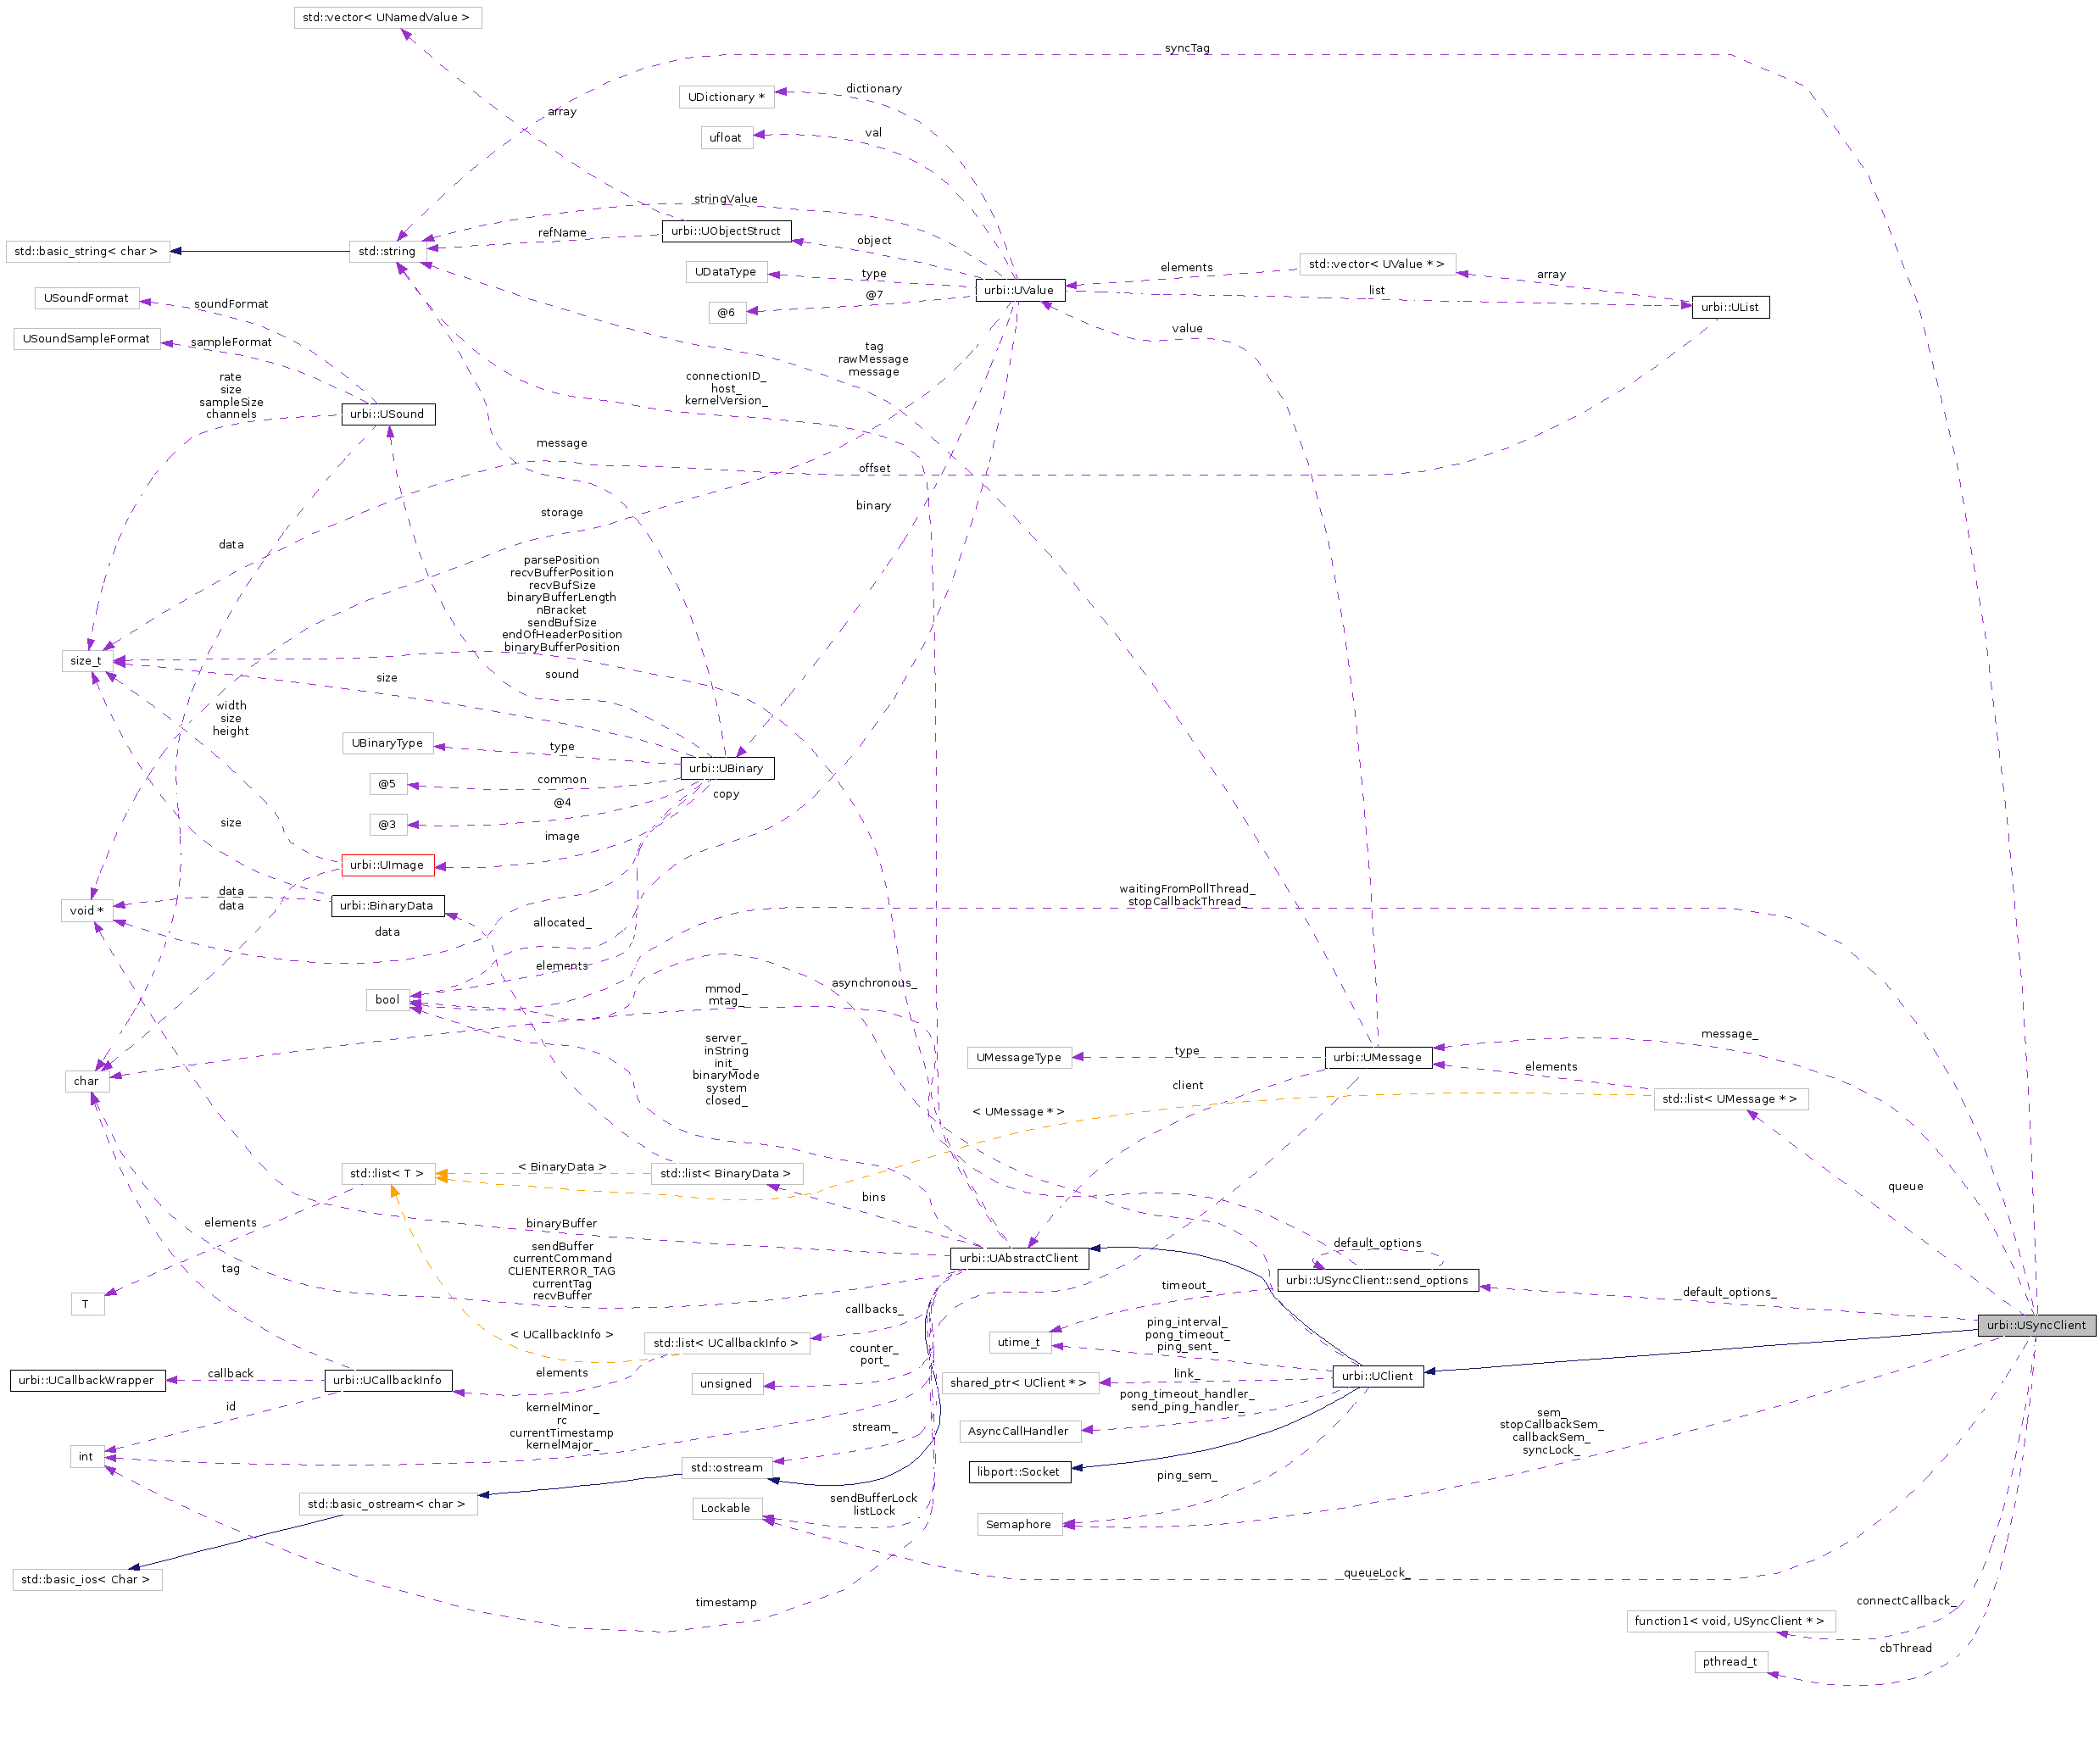 std::vector< UNamedValue >
syncTag
dictionary
UDictionary *
array
val
ufloat
stringValue
urbi::UObjectStruct
refName
object
std::basic_string< char >
std::string
elements
std::vector< UValue * >
UDataType
type
array
urbi::UValue
list
@7
USoundFormat
soundFormat
@6
urbi::UList
value
USoundSampleFormat
sampleFormat
tag
rawMessage
message
rate
size
sampleSize
channels
connectionID_
host_
kernelVersion_
urbi::USound
message
offset
binary
storage
data
parsePosition
recvBufferPosition
recvBufSize
binaryBufferLength
nBracket
sendBufSize
endOfHeaderPosition
binaryBufferPosition
size_t
size
sound
width
size
height
UBinaryType
type
urbi::UBinary
@5
common
copy
@4
@3
size
image
urbi::UImage
data
data
waitingFromPollThread_
stopCallbackThread_
void *
urbi::BinaryData
data
allocated_
elements
asynchronous_
bool
mmod_
mtag_
message_
server_
inString
init_
binaryMode
system
closed_
UMessageType
type
urbi::UMessage
elements
char
client
std::list< UMessage * >
< UMessage * >
std::list< T >
< BinaryData >
std::list< BinaryData >
queue
bins
elements
binaryBuffer
default_options
sendBuffer
currentCommand
CLIENTERROR_TAG
currentTag
recvBuffer
urbi::UAbstractClient
tag
urbi::USyncClient::send_options
timeout_
default_options_
T
callbacks_
ping_interval_
pong_timeout_
ping_sent_
urbi::USyncClient
< UCallbackInfo >
std::list< UCallbackInfo >
utime_t
counter_
port_
urbi::UCallbackWrapper
callback
urbi::UCallbackInfo
elements
unsigned
shared_ptr< UClient * >
link_
urbi::UClient
id
pong_timeout_handler_
send_ping_handler_
kernelMinor_
rc
currentTimestamp
kernelMajor_
stream_
AsyncCallHandler
sem_
stopCallbackSem_
callbackSem_
syncLock_
int
std::ostream
libport::Socket
ping_sem_
std::basic_ostream< char >
sendBufferLock
listLock
Lockable
Semaphore
std::basic_ios< Char >
queueLock_
timestamp
connectCallback_
function1< void, USyncClient * >
cbThread
pthread_t